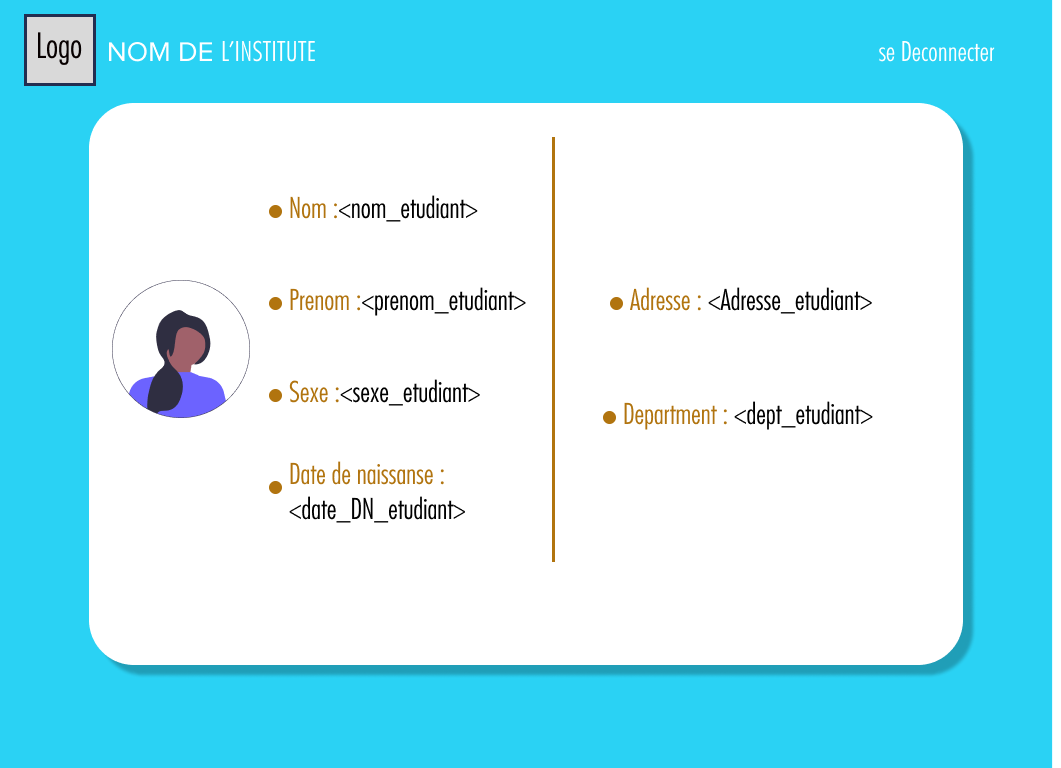 Logo
NOM DE L'INSTITUTE
se Deconnecter
Nom :<nom_etudiant>
Prenom :<prenom_etudiant>
Sexe :<sexe_etudiant>
Date de naissanse :
<date_DN_etudiant>
Adresse : <Adresse_etudiant>
Department : <dept_etudiant>